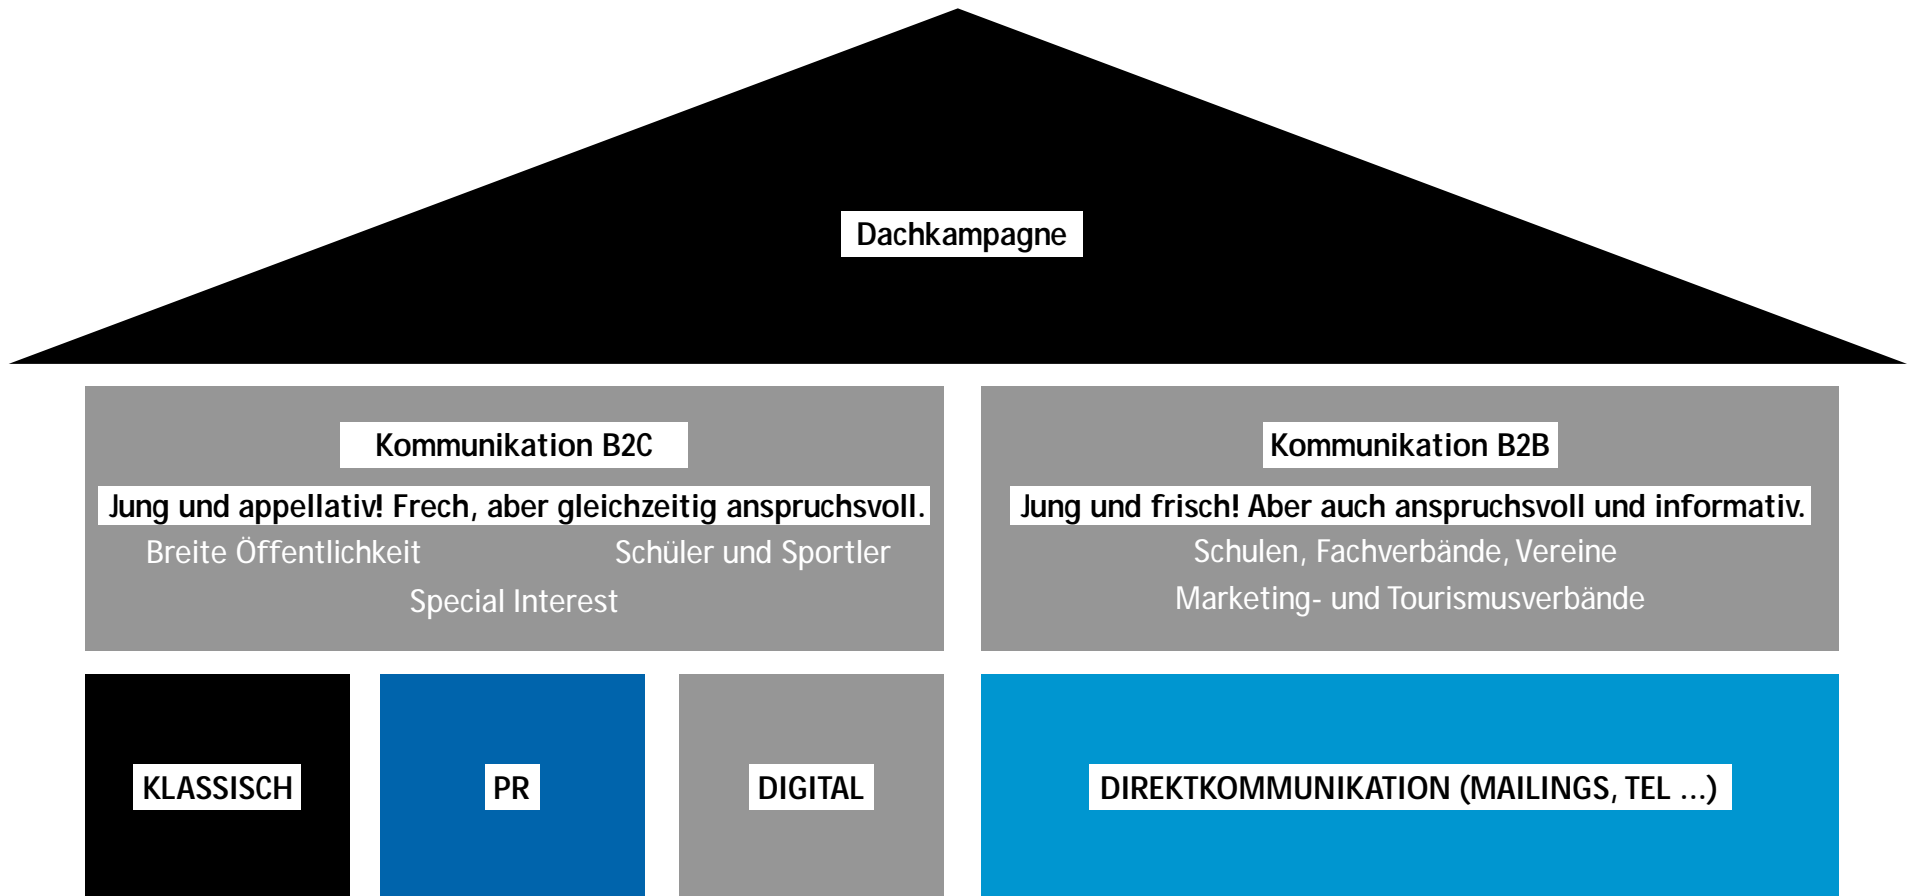 Dachkampagne
Kommunikation B2C
Jung und appellativ! Frech, aber gleichzeitig anspruchsvoll.
Breite Öffentlichkeit
Schüler und Sportler
Special Interest
Kommunikation B2B
Jung und frisch! Aber auch anspruchsvoll und informativ.
Schulen, Fachverbände, Vereine
Marketing- und Tourismusverbände
KLASSISCH
PR
DIGITAL
DIREKTKOMMUNIKATION (MAILINGS, TEL ...)